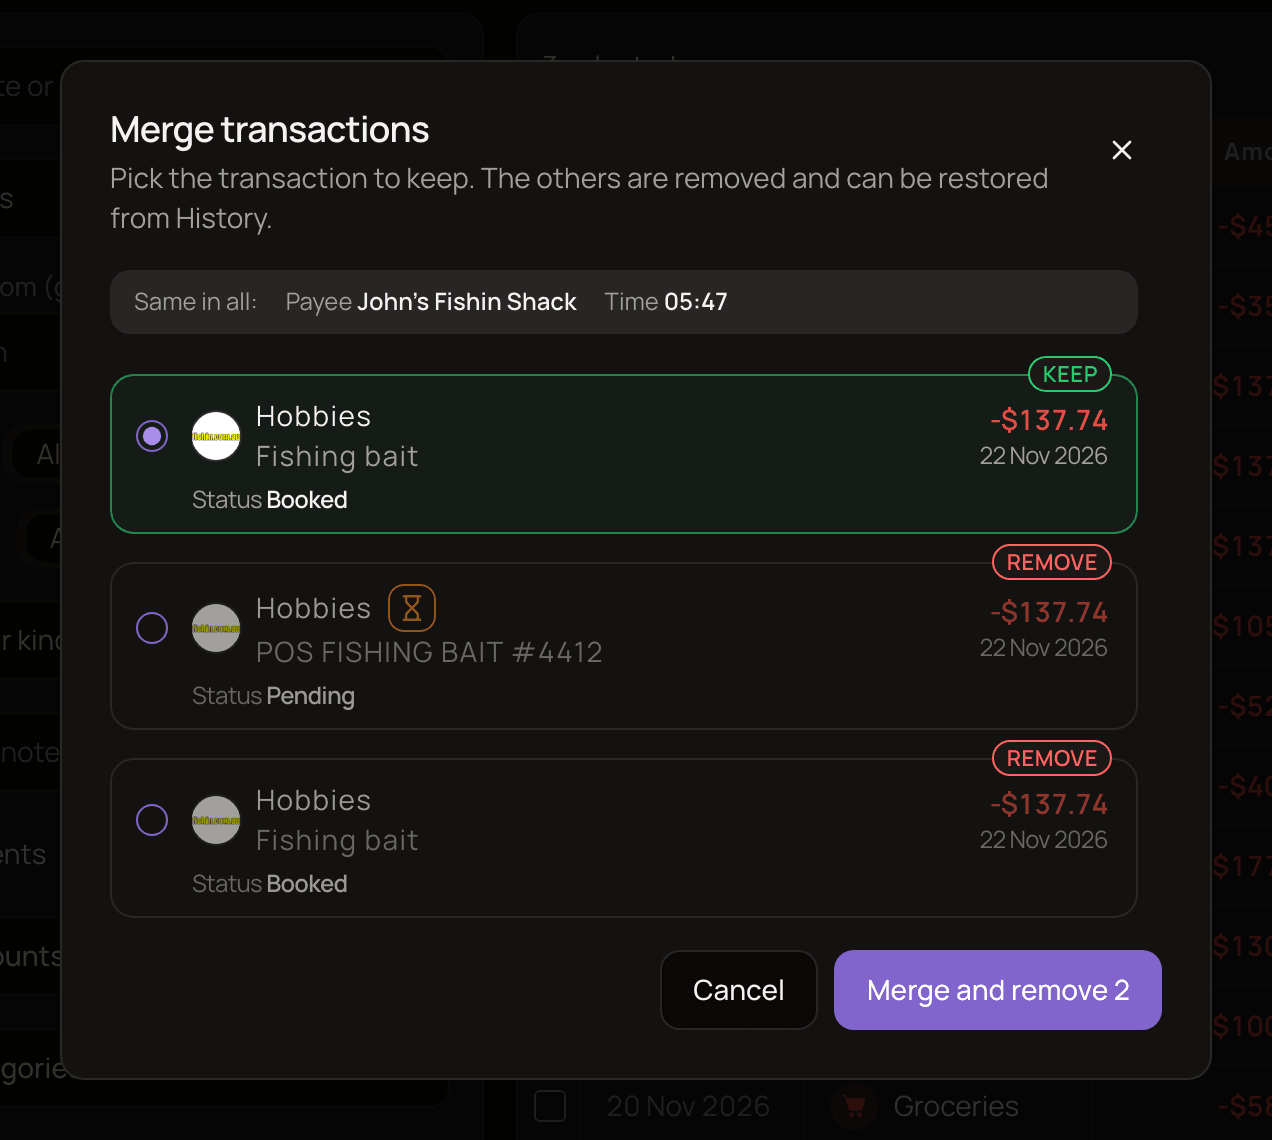 Merge transactions
Pick the transaction to keep. The others are removed and can be restored
from History.
Same in all: Payee John's Fishin Shack Time 05:47
KEEP
Hobbies
-$137.74
Fishing bait
22 Nov 2026
Status Booked
REMOVE
Hobbies
-$137.74
POS FISHING BAIT #4412
22 Nov 2026
Status Pending
REMOVE
Hobbies
-$137.74
Fishing bait
22 Nov 2026
Status Booked
Cancel
Merge and remove 2
20 Nov 2026
Groceries